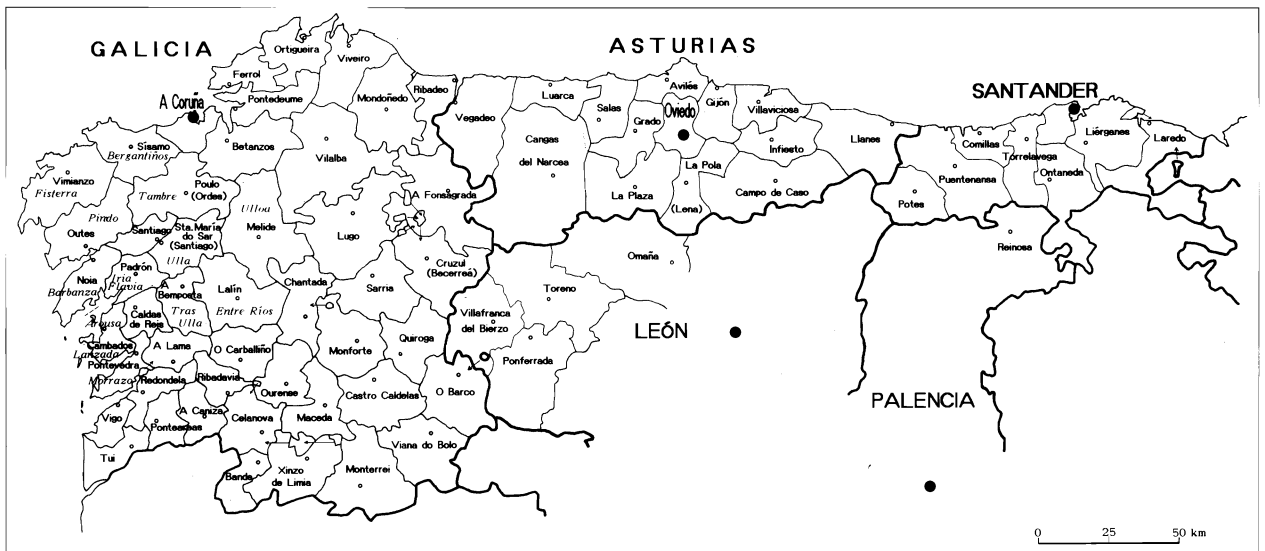 GALICIA
ASTURIAS
SANTANDER
LEÓN
PALENCIA
Ortigueira
Viveiro
Ferrol
Ribadeo
A Coruña
Pontedeume
Mondoñedo
Sísamo
Bergantiños
Betanzos
Vilalba
Vimianzo
Fisterra
Tambre
Poulo
(Ordes)
Ulloa
A Fonsagrada
Pindo
Outes
Santiago
Sta. Maria
do Sar
(Santiago)
Melide
Lugo
Ulla
Cruzul
(Becerreá)
Noia
Barbanza
Padrón
Iria
Flavia
A
Bemposta
Lalín
Chantada
Sarria
Arousa
Caldas
de Reis
Tras
Ulla
Entre Ríos
Cambados
Lanzada
A Lama
O Carballiño
Monforte
Quiroga
Pontevedra
Morrazo
Redondela
Ribadavia
Ourense
Castro Caldelas
O Barco
Vigo
Ponteareas
A Caniza
Celanova
Maceda
Tui
Viana do Bolo
Banda
Xinzo
de Limia
Monterrei
Vegadeo
Luarca
Salas
Avilés
Grado
Oviedo
Gijón
Villaviciosa
Llanes
Cangas
del Narcea
Infiesto
La Plaza
La Pola
(Lena)
Campo de Caso
Comillas
Torrelavega
Liérganes
Laredo
Puentenansa
Ontaneda
Potes
Reinosa
Omaña
Toreno
Villafranca
del Bierzo
Ponferrada
0 25 50 km